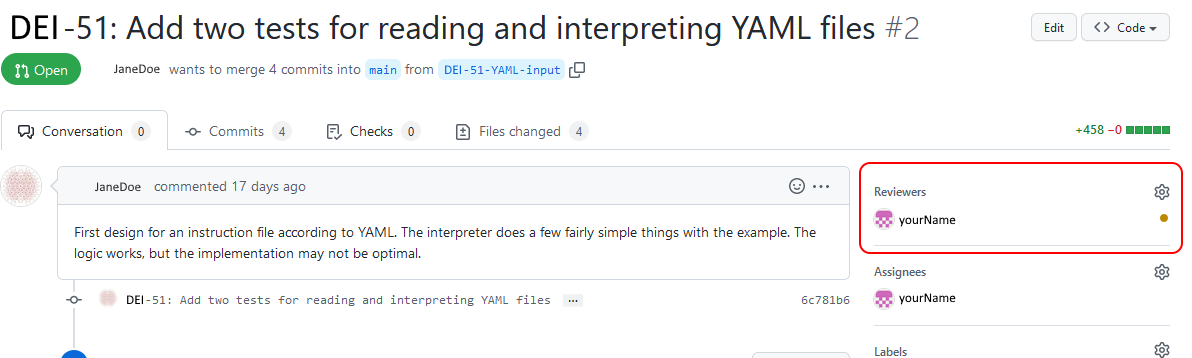 DEI-51: Add two tests for reading and interpreting YAML files #2
Edit
Code
Open
JaneDoe wants to merge 4 commits into main from DEI-51-YAML-input
Conversation 0
Commits 4
Checks 0
Files changed 4
+458 −0
JaneDoe commented 17 days ago
First design for an instruction file according to YAML. The interpreter does a few fairly simple things with the example. The
logic works, but the implementation may not be optimal.
DEI-51: Add two tests for reading and interpreting YAML files ...
6c781b6
Reviewers
yourName
Assignees
yourName
Labels